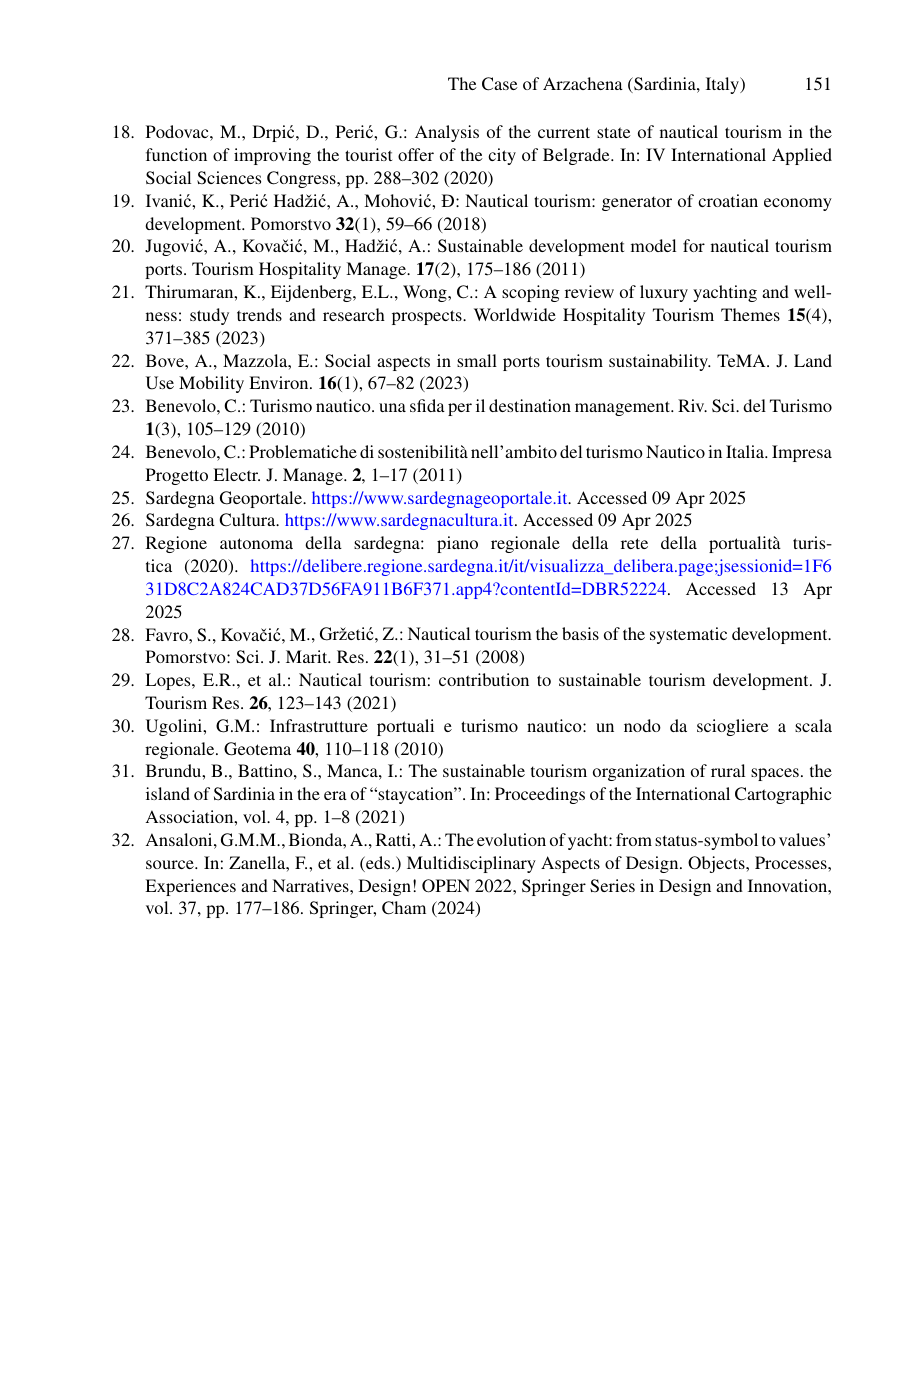 The Case of Arzachena (Sardinia, Italy) 151
18. Podovac, M., Drpić, D., Perić, G.: Analysis of the current state of nautical tourism in the
function of improving the tourist offer of the city of Belgrade. In: IV International Applied
Social Sciences Congress, pp. 288–302 (2020)
19. Ivanić, K., Perić Hadžić, A., Mohović, Đ: Nautical tourism: generator of croatian economy
development. Pomorstvo 32(1), 59–66 (2018)
20. Jugović, A., Kovačić, M., Hadžić, A.: Sustainable development model for nautical tourism
ports. Tourism Hospitality Manage. 17(2), 175–186 (2011)
21. Thirumaran, K., Eijdenberg, E.L., Wong, C.: A scoping review of luxury yachting and well-
ness: study trends and research prospects. Worldwide Hospitality Tourism Themes 15(4),
371–385 (2023)
22. Bove, A., Mazzola, E.: Social aspects in small ports tourism sustainability. TeMA. J. Land
Use Mobility Environ. 16(1), 67–82 (2023)
23. Benevolo, C.: Turismo nautico. una sfida per il destination management. Riv. Sci. del Turismo
1(3), 105–129 (2010)
24. Benevolo, C.: Problematiche di sostenibilità nell’ambito del turismo Nautico in Italia. Impresa
Progetto Electr. J. Manage. 2, 1–17 (2011)
25. Sardegna Geoportale. https://www.sardegnageoportale.it. Accessed 09 Apr 2025
26. Sardegna Cultura. https://www.sardegnacultura.it. Accessed 09 Apr 2025
27. Regione autonoma della sardegna: piano regionale della rete della portualità turis-
tica (2020). https://delibere.regione.sardegna.it/it/visualizza_delibera.page;jsessionid=1F6
31D8C2A824CAD37D56FA911B6F371.app4?contentId=DBR52224. Accessed 13 Apr
2025
28. Favro, S., Kovačić, M., Gržetić, Z.: Nautical tourism the basis of the systematic development.
Pomorstvo: Sci. J. Marit. Res. 22(1), 31–51 (2008)
29. Lopes, E.R., et al.: Nautical tourism: contribution to sustainable tourism development. J.
Tourism Res. 26, 123–143 (2021)
30. Ugolini, G.M.: Infrastrutture portuali e turismo nautico: un nodo da sciogliere a scala
regionale. Geotema 40, 110–118 (2010)
31. Brundu, B., Battino, S., Manca, I.: The sustainable tourism organization of rural spaces. the
island of Sardinia in the era of “staycation”. In: Proceedings of the International Cartographic
Association, vol. 4, pp. 1–8 (2021)
32. Ansaloni, G.M.M., Bionda, A., Ratti, A.: The evolution of yacht: from status-symbol to values’
source. In: Zanella, F., et al. (eds.) Multidisciplinary Aspects of Design. Objects, Processes,
Experiences and Narratives, Design! OPEN 2022, Springer Series in Design and Innovation,
vol. 37, pp. 177–186. Springer, Cham (2024)